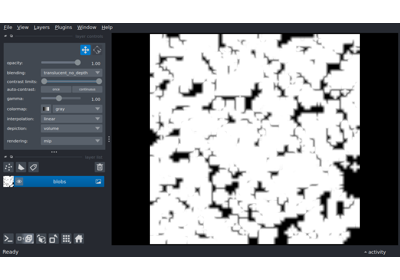 File View Layers Plugins Window Help
opacity: 1.00
blending: translucent_no_depth
contrast limits:
auto-contrast: once continuous
gamma: 1.00
colormap: gray
interpolation: linear
depiction: volume
rendering: mip
blobs
Ready
activity